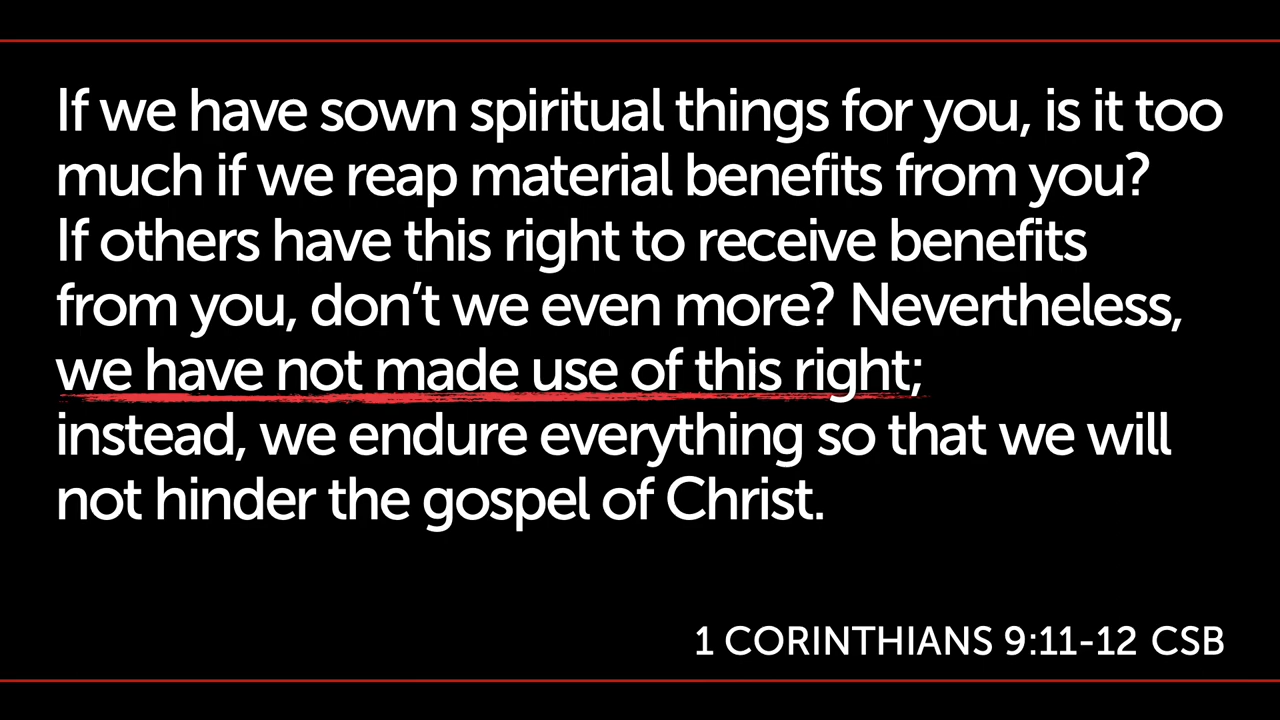 If we have sown spiritual things for you, is it too
much if we reap material benefits from you?
If others have this right to receive benefits
from you, don’t we even more? Nevertheless,
we have not made use of this right;
instead, we endure everything so that we will
not hinder the gospel of Christ.
1 CORINTHIANS 9:11-12 CSB